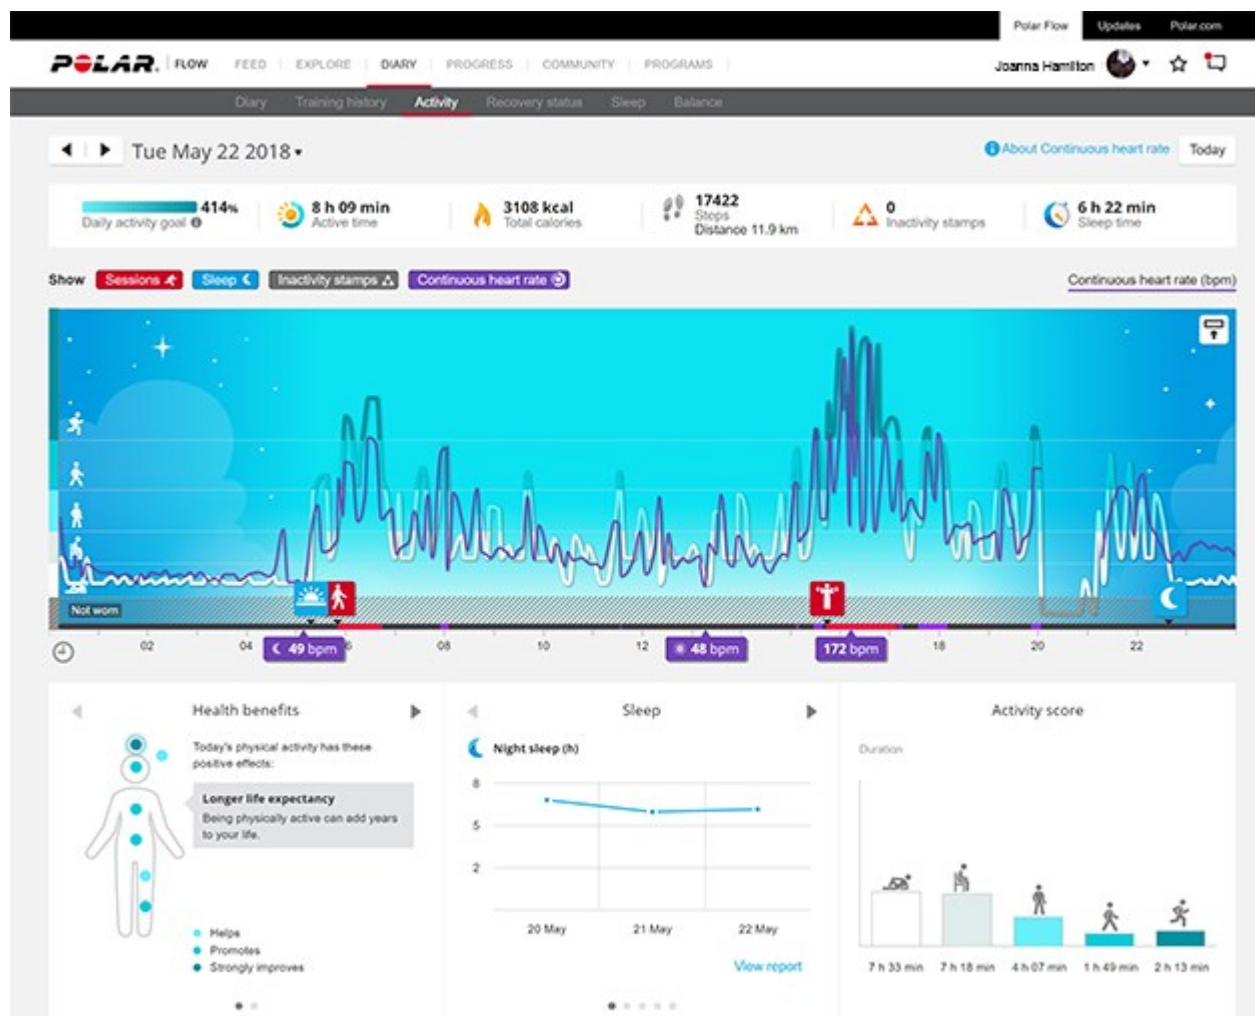 Polar Flow Updates Polar.com
POLAR. FLOW FEED EXPLORE DIARY PROGRESS COMMUNITY PROGRAMS Joanna Hamilton
Diary Training history Activity Recovery status Sleep Balance
Tue May 22 2018 About Continuous heart rate Today
414% 8 h 09 min 3108 kcal 17422 0 6 h 22 min
Daily activity goal Active time Total calories Steps Inactivity stamps Sleep time
Distance 11.9 km
Show Sessions Sleep Inactivity stamps Continuous heart rate Continuous heart rate (bpm)
Not worn
02 04 6 08 10 12 18 20 22
49 bpm 48 bpm 172 bpm
Health benefits
Today's physical activity has these
positive effects:
Longer life expectancy
Being physically active can add years
to your life.
Helps
Promotes
Strongly improves
Sleep
Night sleep (h)
8
5
2
20 May 21 May 22 May
View report
Activity score
Duration
7 h 33 min 7 h 18 min 4 h 07 min 1 h 49 min 2 h 13 min